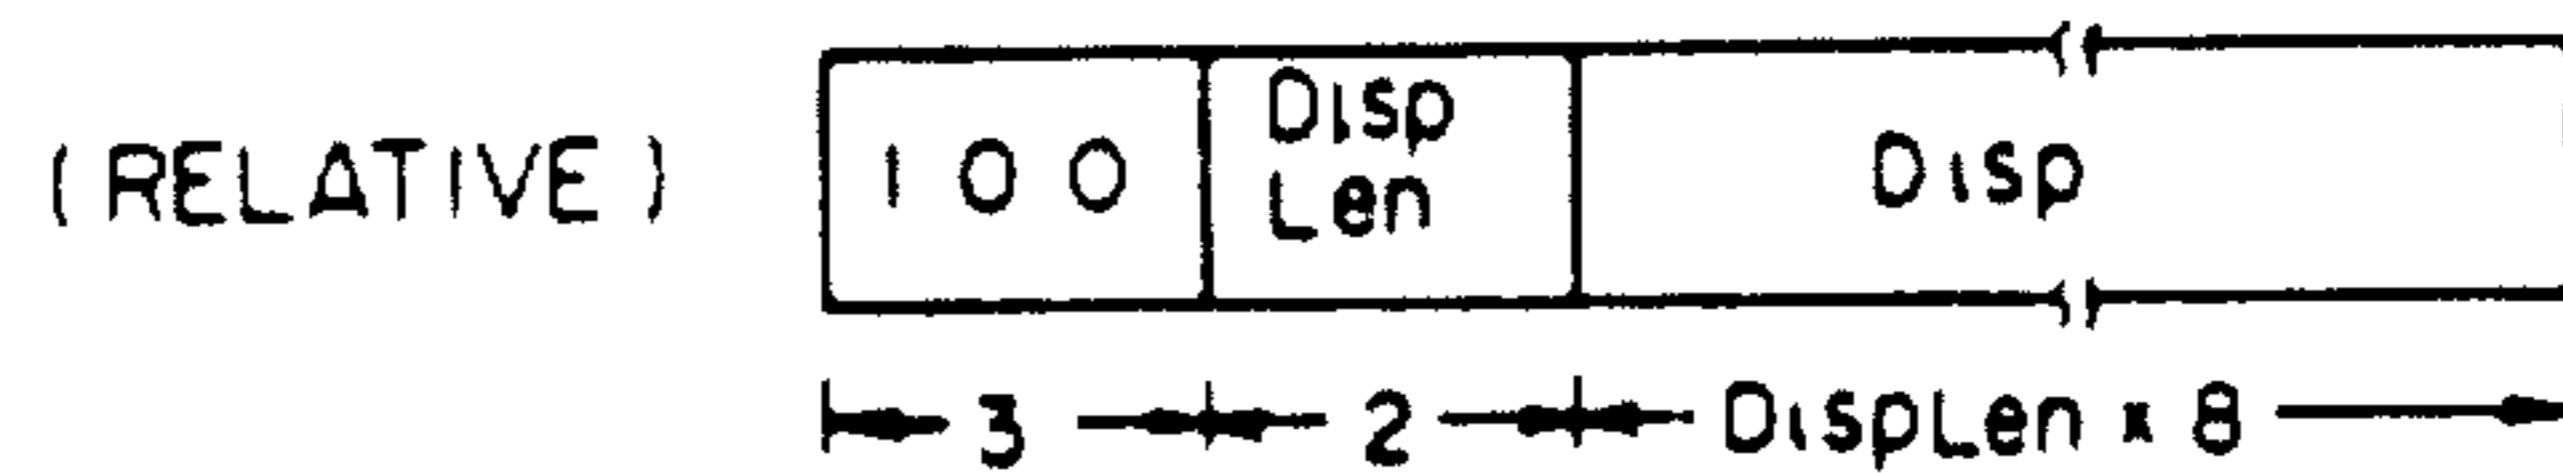 (RELATIVE)
1 0 0
Disp
Len
Disp
3
2
DispLen x 8